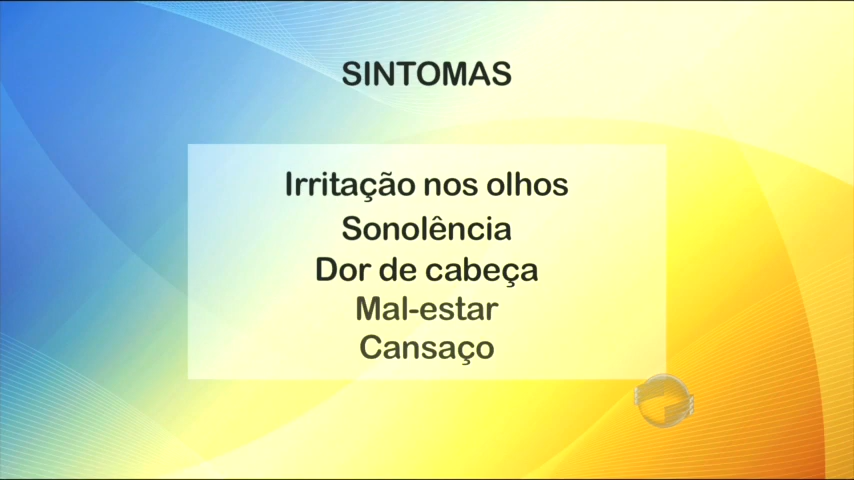 SINTOMAS
Irritação nos olhos
Sonolência
Dor de cabeça
Mal-estar
Cansaço